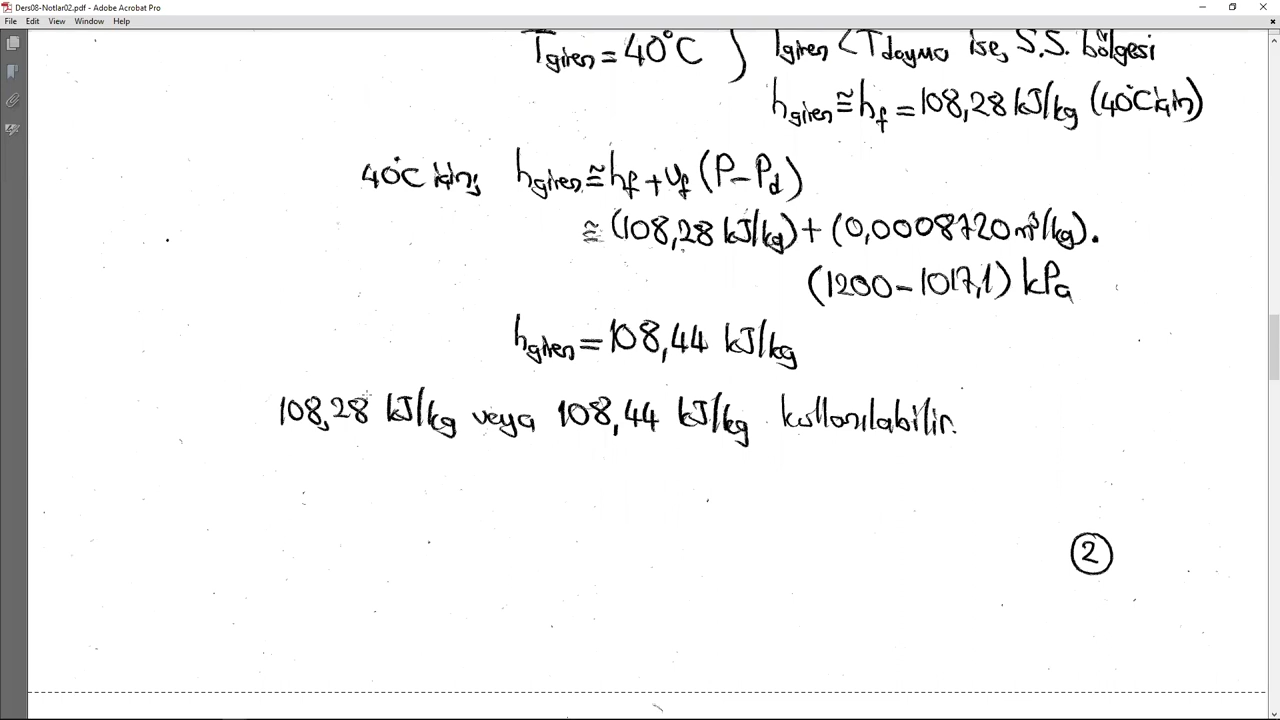 Ders08-Notlar02.pdf - Adobe Acrobat Pro
File Edit View Window Help
Tgiren = 40°C } Tgiren < Tdoyma ise, S.S. bölgesi
hgiren ≅ hf = 108,28 kJ/kg (40°C için)
40°C için; hgiren ≅ hf + υf (P - Pd)
≅ (108,28 kJ/kg) + (0,0008720 m³/kg).
(1200 - 1017,1) kPa
hgiren = 108,44 kJ/kg
108,28 kJ/kg veya 108,44 kJ/kg kullanılabilir.
2